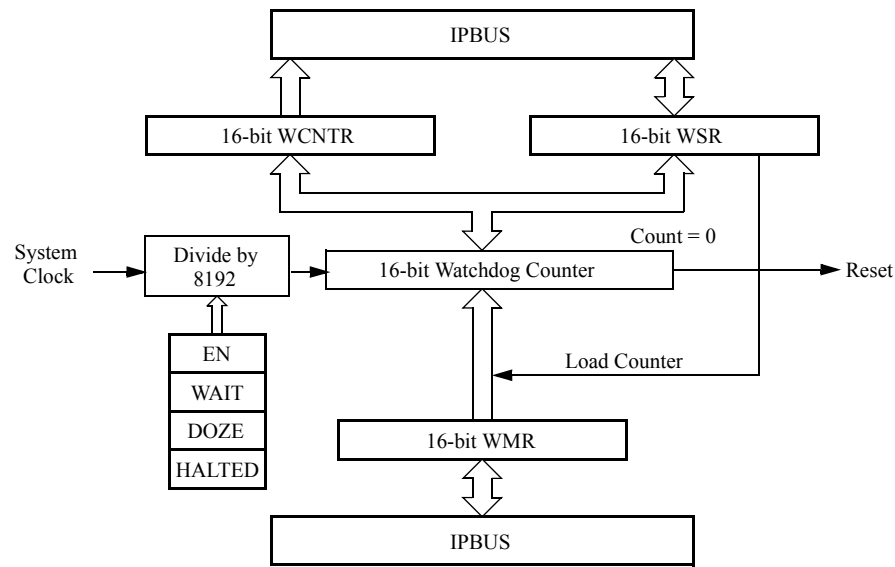 IPBUS
16-bit WCNTR
16-bit WSR
Count = 0
System
Clock
Divide by
8192
16-bit Watchdog Counter
Reset
EN
WAIT
DOZE
HALTED
Load Counter
16-bit WMR
IPBUS